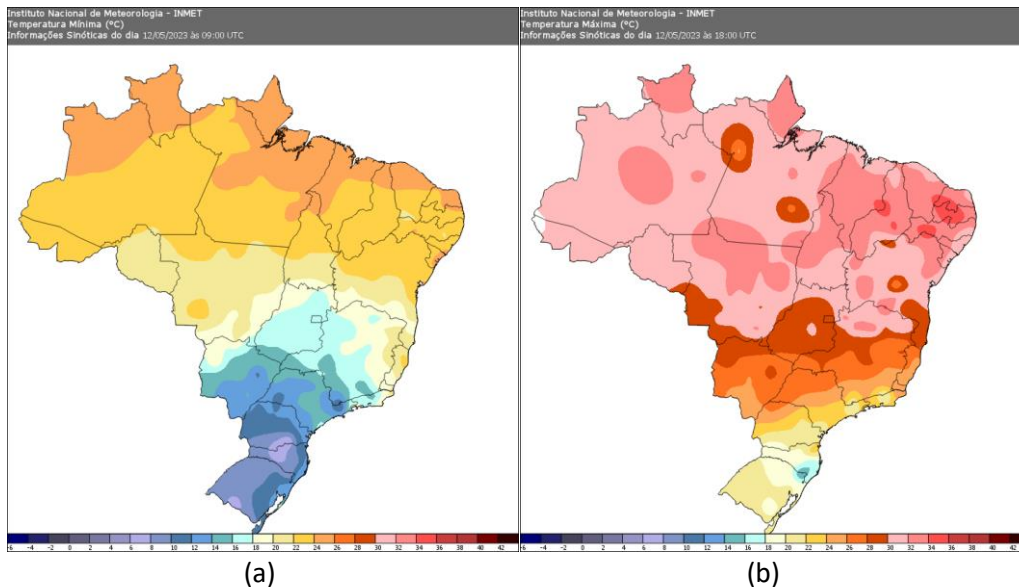 Instituto Nacional de Meteorologia - INMET
Temperatura Mínima (°C)
Informações Sinóticas do dia 12/05/2023 às 09:00 UTC
-6 -4 -2 0 2 4 6 8 10 12 14 16 18 20 22 24 26 28 30 32 34 36 38 40 42
(a)
Instituto Nacional de Meteorologia - INMET
Temperatura Máxima (°C)
Informações Sinóticas do dia 12/05/2023 às 18:00 UTC
-6 -4 -2 0 2 4 6 8 10 12 14 16 18 20 22 24 26 28 30 32 34 36 38 40 42
(b)